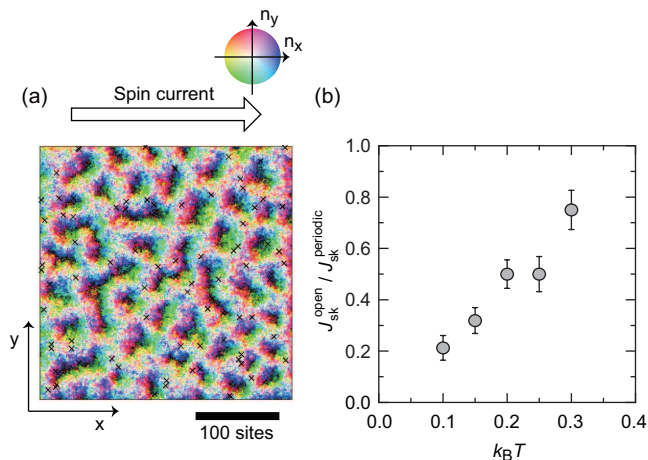 n_y
n_x
(a)
Spin current
y
x
100 sites
(b)
J_sk^open / J_sk^periodic
1.0
0.8
0.6
0.4
0.2
0.0
0.0 0.1 0.2 0.3 0.4
k_BT